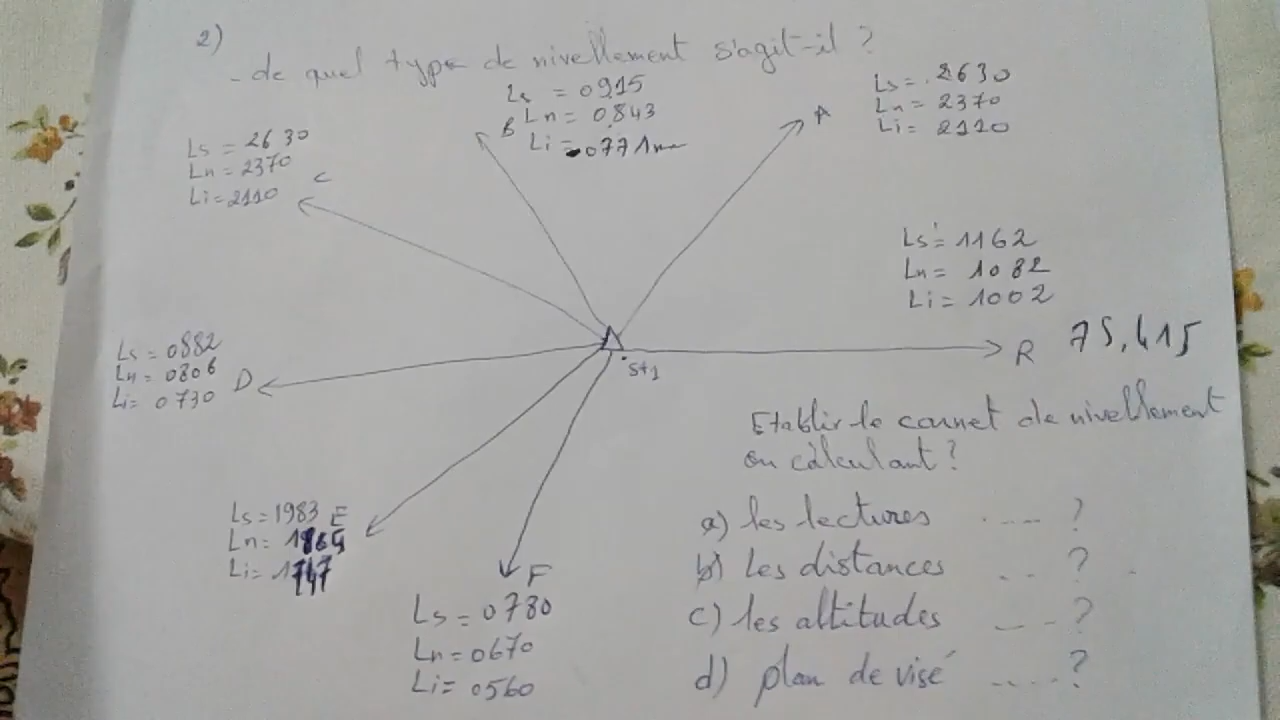 2)
- de quel type de nivellement s'agit-il ?
Ls = 2630
Ln = 2370
Li = 2110
A
Ls = 0915
Ln = 0843
Li = 0771
B
Ls = 2630
Ln = 2370
Li = 2110
C
Ls = 1162
Ln = 1082
Li = 1002
R 75,415
St1
Ls = 0882
Ln = 0806
Li = 0730
D
Etablir le carnet de nivellement
en calculant ?
Ls = 1983
E
Ln = 1865
Li = 1747
a) les lectures ..... ?
b) les distances .... ?
c) les altitudes .... ?
d) plan de visé ..... ?
F
Ls = 0780
Ln = 0670
Li = 0560